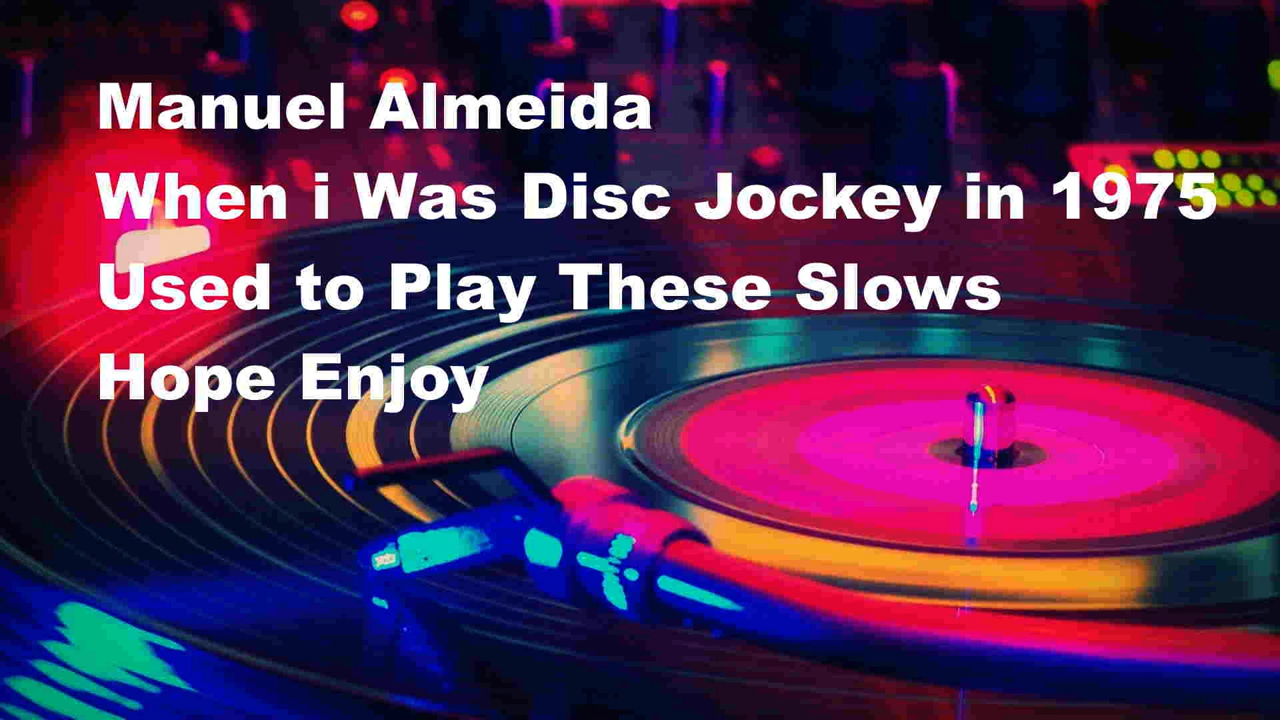 Manuel Almeida
When i Was Disc Jockey in 1975
Used to Play These Slows
Hope Enjoy